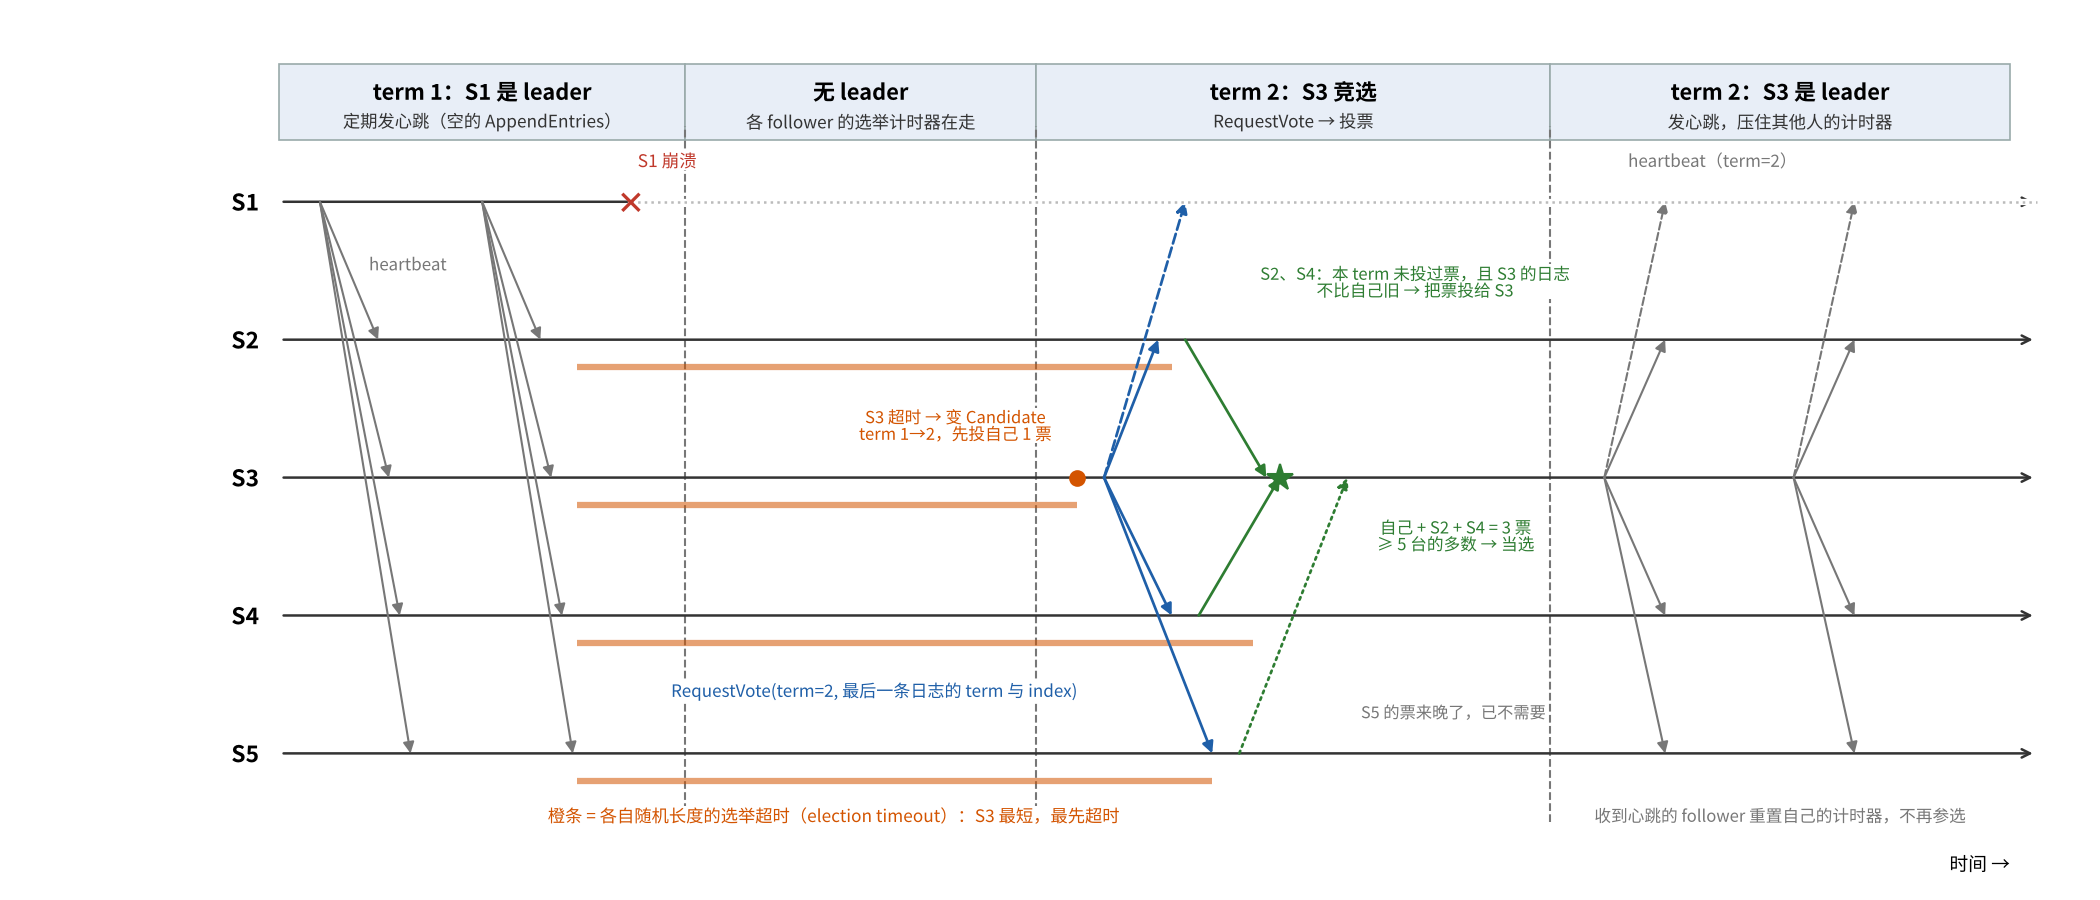 term 1：S1 是 leader
定期发心跳（空的 AppendEntries）
无 leader
各 follower 的选举计时器在走
term 2：S3 竞选
RequestVote → 投票
term 2：S3 是 leader
发心跳，压住其他人的计时器
S1 崩溃
heartbeat（term=2）
S1
heartbeat
S2、S4：本 term 未投过票，且 S3 的日志
不比自己旧 → 把票投给 S3
S2
S3 超时 → 变 Candidate
term 1→2，先投自己 1 票
S3
自己 + S2 + S4 = 3 票
≥ 5 台的多数 → 当选
S4
RequestVote(term=2, 最后一条日志的 term 与 index)
S5 的票来晚了，已不需要
S5
橙条 = 各自随机长度的选举超时（election timeout）：S3 最短，最先超时
收到心跳的 follower 重置自己的计时器，不再参选
时间 →